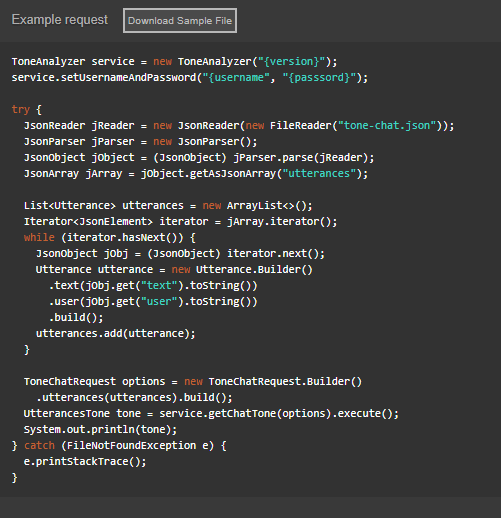 Example request
Download Sample File
ToneAnalyzer service = new ToneAnalyzer("{version}");
service.setUsernameAndPassword("{username", "{passsord}");
try {
JsonReader jReader = new JsonReader(new FileReader("tone-chat.json"));
JsonParser jParser = new JsonParser();
JsonObject jObject = (JsonObject) jParser.parse(jReader);
JsonArray jArray = jObject.getAsJsonArray("utterances");
List<Utterance> utterances = new ArrayList<>();
Iterator<JsonElement> iterator = jArray.iterator();
while (iterator.hasNext()) {
JsonObject jObj = (JsonObject) iterator.next();
Utterance utterance = new Utterance.Builder()
.text(jObj.get("text").toString())
.user(jObj.get("user").toString())
.build();
utterances.add(utterance);
}
ToneChatRequest options = new ToneChatRequest.Builder()
.utterances(utterances).build();
UtterancesTone tone = service.getChatTone(options).execute();
System.out.println(tone);
} catch (FileNotFoundException e) {
e.printStackTrace();
}